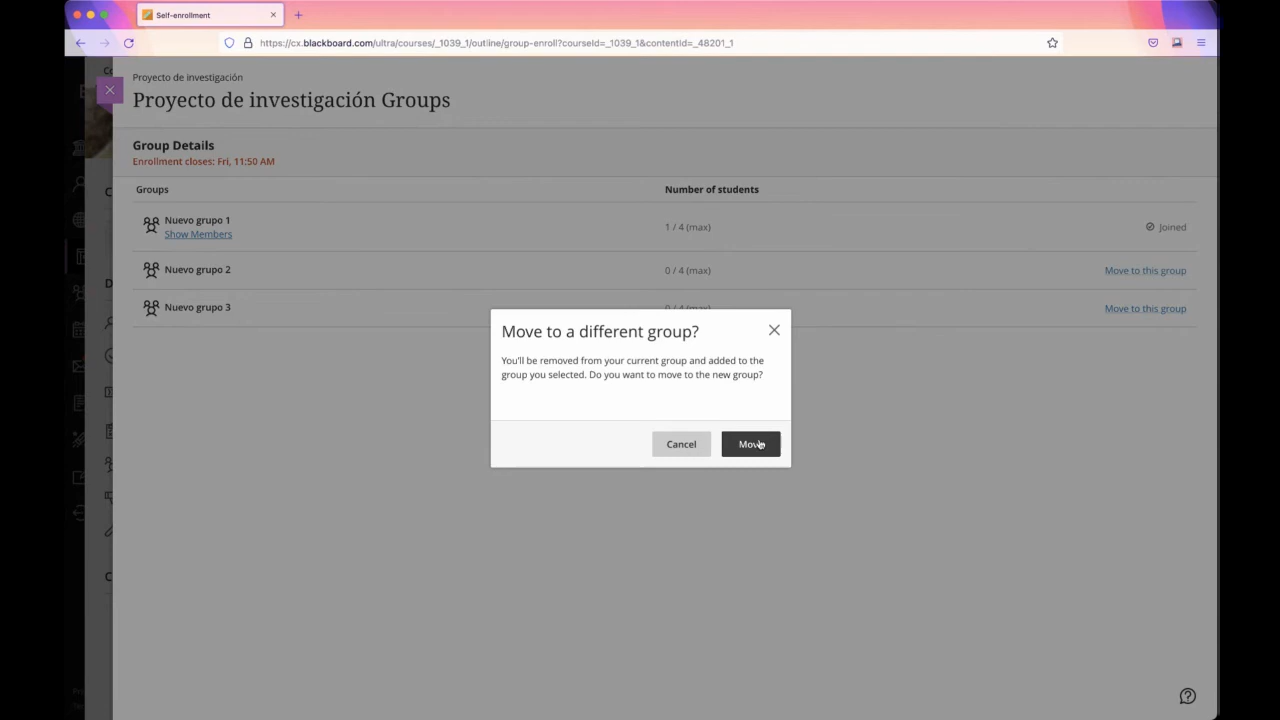 Self-enrollment
https://cx.blackboard.com/ultra/courses/_1039_1/outline/group-enroll?courseId=_1039_1&contentId=_48201_1
Proyecto de investigación
Proyecto de investigación Groups
Group Details
Enrollment closes: Fri, 11:50 AM
Groups Number of students
Nuevo grupo 1
Show Members
1 / 4 (max)
Joined
Nuevo grupo 2 0 / 4 (max) Move to this group
Nuevo grupo 3 0 / 4 (max) Move to this group
Move to a different group?
You'll be removed from your current group and added to the
group you selected. Do you want to move to the new group?
Cancel Move